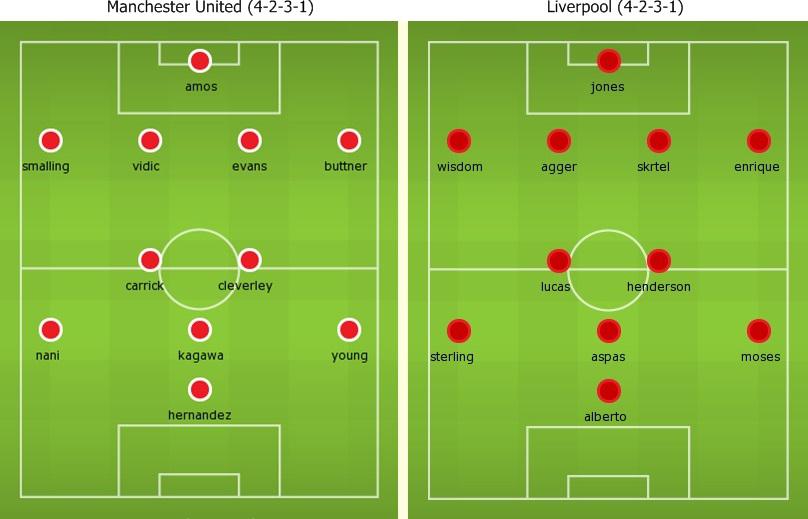 Manchester United (4-2-3-1)
amos
smalling vidic evans buttner
carrick cleverley
nani kagawa young
hernandez
Liverpool (4-2-3-1)
jones
wisdom agger skrtel enrique
lucas henderson
sterling aspas moses
alberto